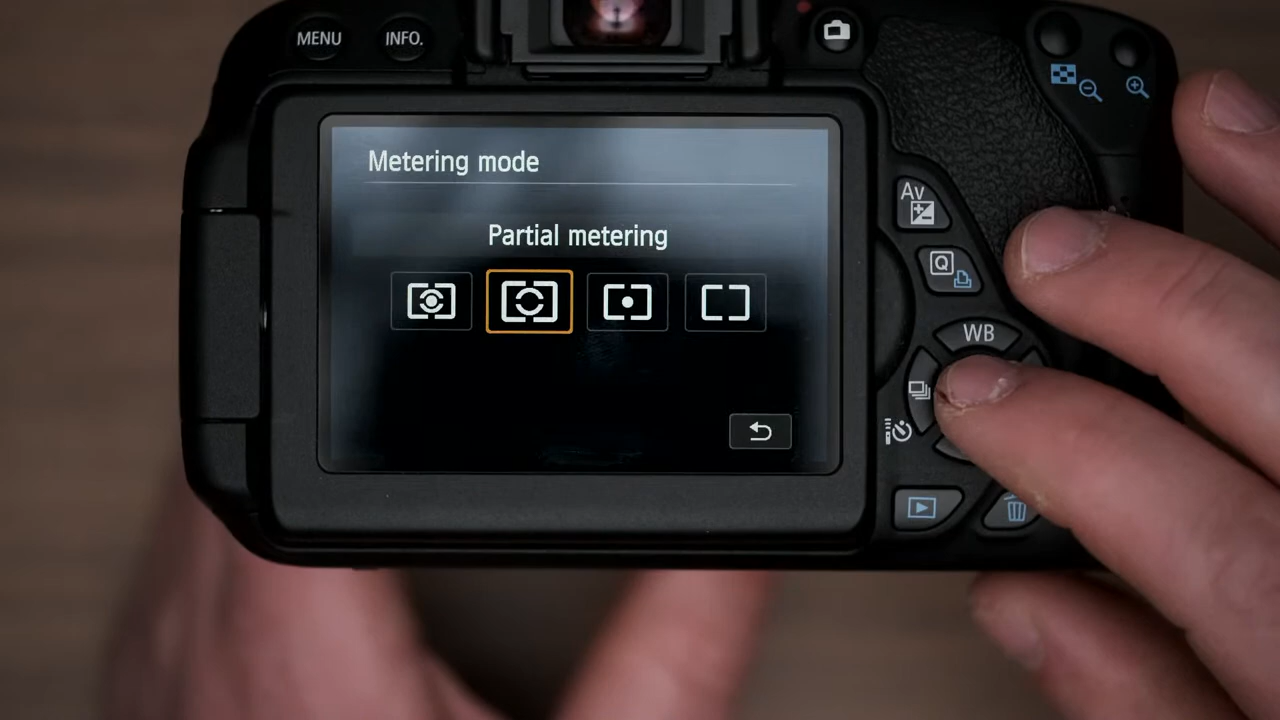 MENU
INFO.
Metering mode
Partial metering
Av
Q
WB